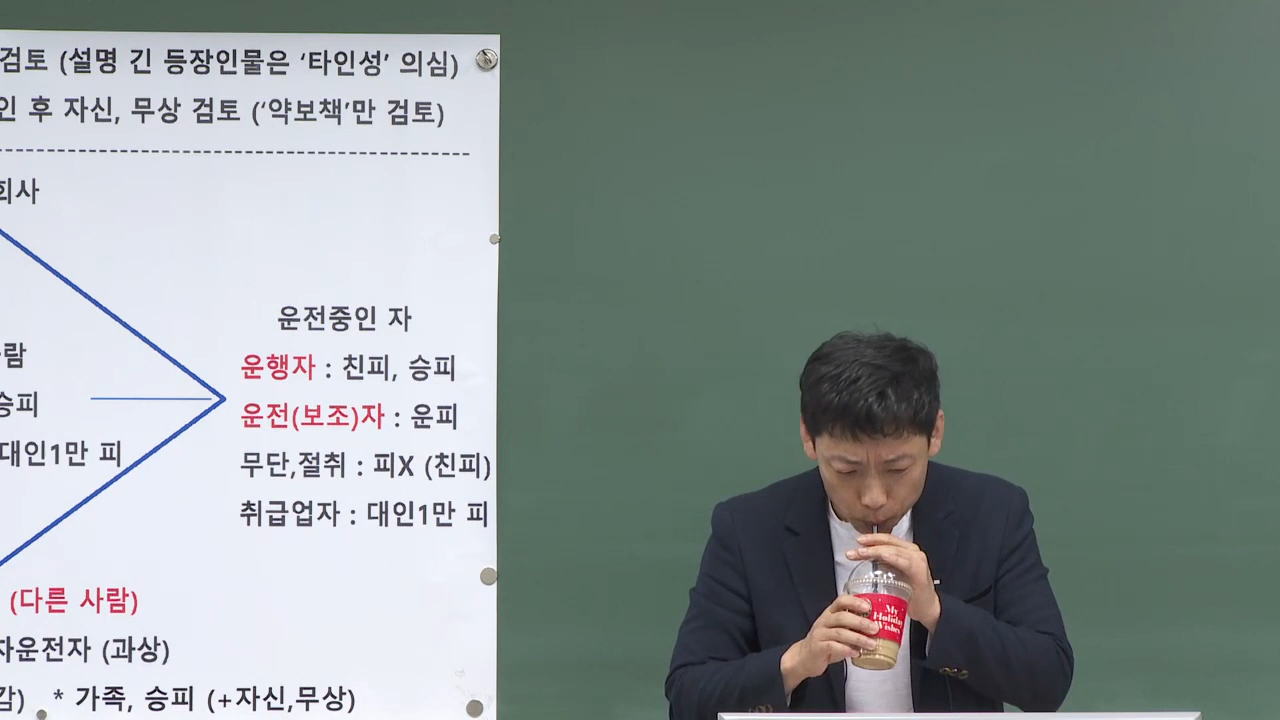 검토 (설명 긴 등장인물은 ‘타인성’ 의심)
인 후 자신, 무상 검토 (‘약보책’만 검토)
회사
운전중인 자
람
운행자 : 친피, 승피
승피
운전(보조)자 : 운피
대인1만 피
무단,절취 : 피X (친피)
취급업자 : 대인1만 피
(다른 사람)
차운전자 (과상)
감) * 가족, 승피 (+자신,무상)
My
Holiday
Wishes